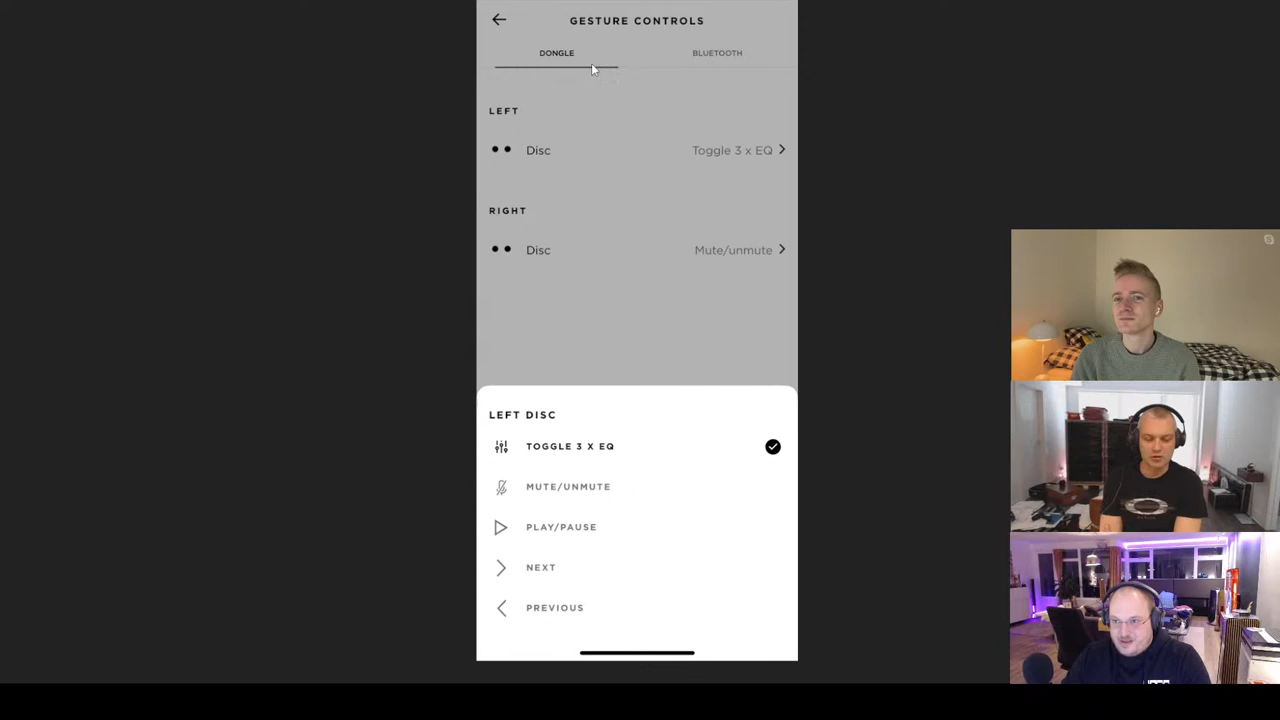 GESTURE CONTROLS
DONGLE
BLUETOOTH
LEFT
Disc
Toggle 3 x EQ
RIGHT
Disc
Mute/unmute
LEFT DISC
TOGGLE 3 X EQ
MUTE/UNMUTE
PLAY/PAUSE
NEXT
PREVIOUS